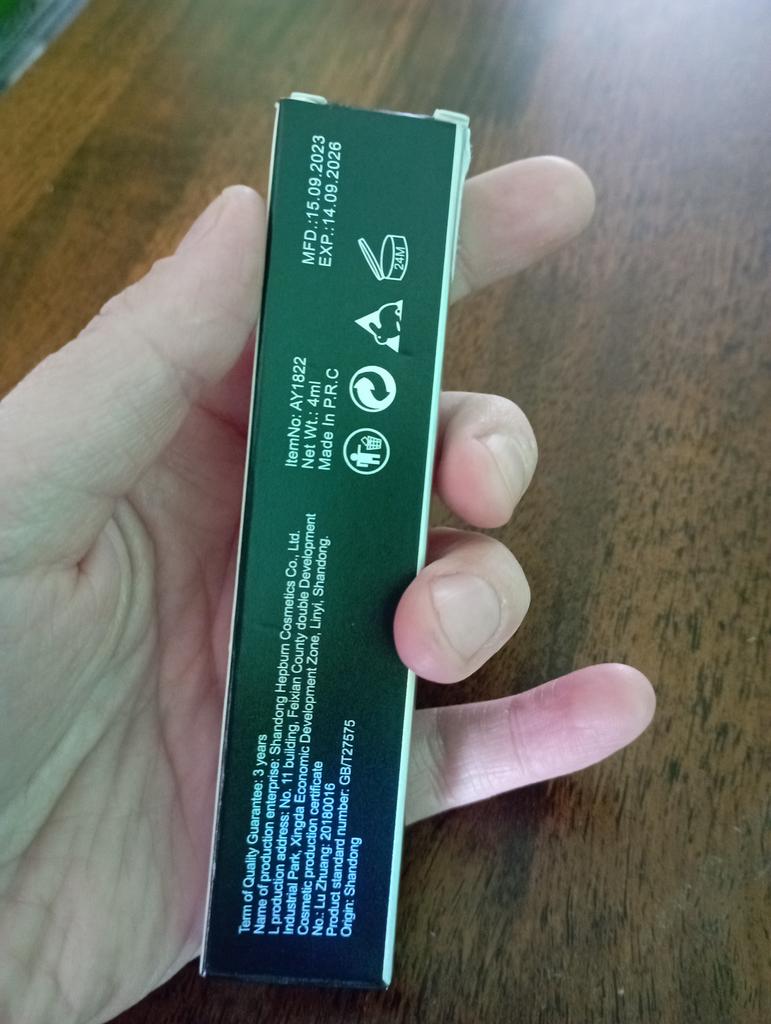 Term of Quality Guarantee: 3 years
Name of production enterprise: Shandong Hepburn Cosmetics Co., Ltd.
L production address: No. 11 building, Feixian County double Development
Industrial Park, Xingda Economic Development Zone, Linyi, Shandong.
Cosmetic production certificate
No.: Lu Zhuang: 20180016
Product standard number: GB/T27575
Origin: Shandong
ItemNo: AY1822
Net Wt.: 4ml
Made In P.R.C
MFD.:15.09.2023
EXP.:14.09.2026
24M